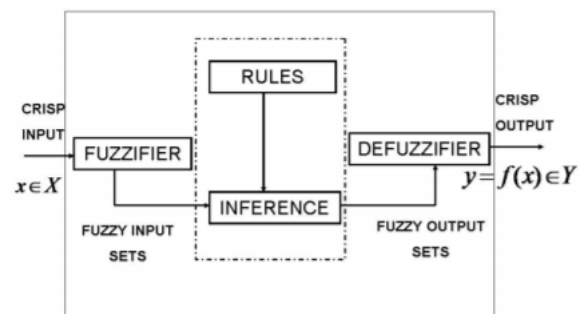 RULES
CRISP
INPUT
x∈X
FUZZIFIER
FUZZY INPUT
SETS
INFERENCE
DEFUZZIFIER
FUZZY OUTPUT
SETS
CRISP
OUTPUT
y= f(x)∈Y